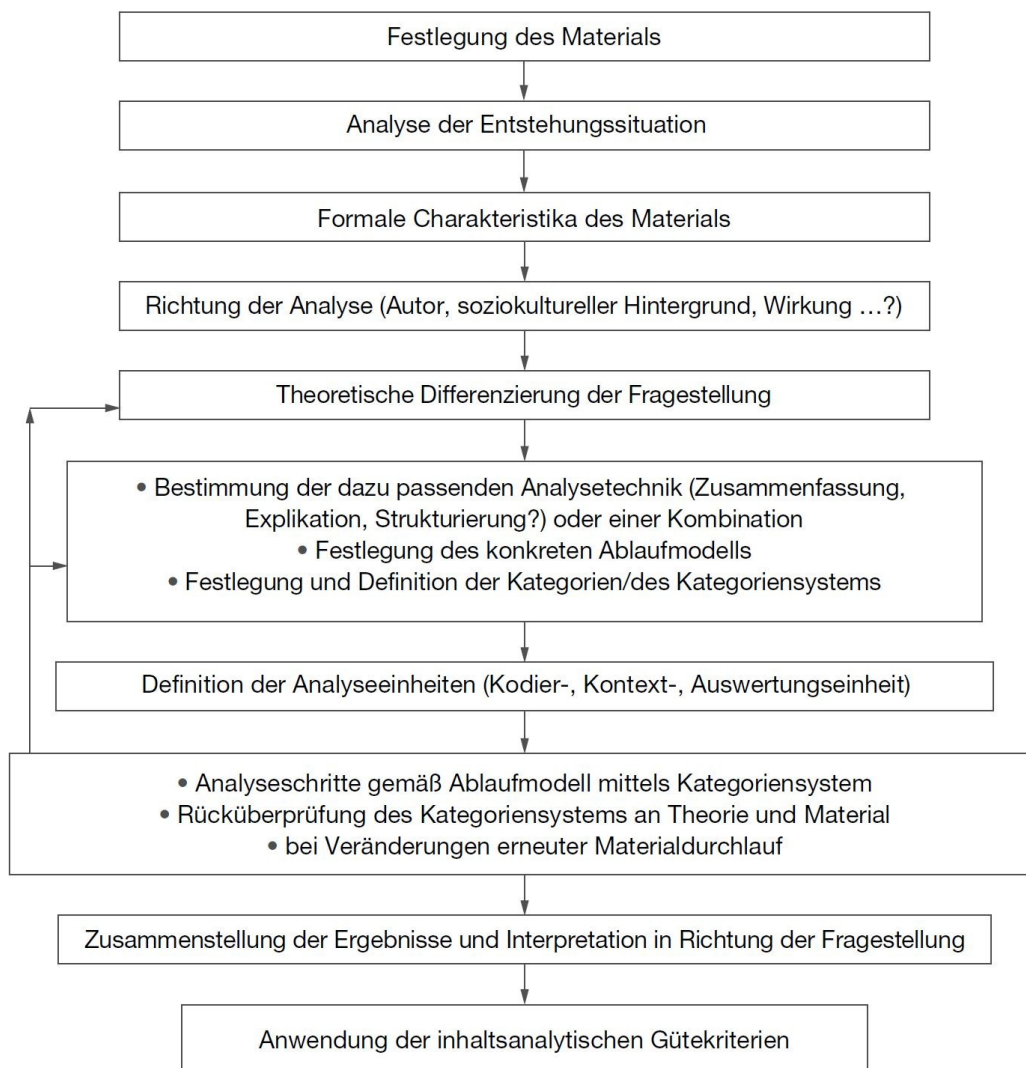 Festlegung des Materials
Analyse der Entstehungssituation
Formale Charakteristika des Materials
Richtung der Analyse (Autor, soziokultureller Hintergrund, Wirkung …?)
Theoretische Differenzierung der Fragestellung
• Bestimmung der dazu passenden Analysetechnik (Zusammenfassung,
Explikation, Strukturierung?) oder einer Kombination
• Festlegung des konkreten Ablaufmodells
• Festlegung und Definition der Kategorien/des Kategoriensystems
Definition der Analyseeinheiten (Kodier-, Kontext-, Auswertungseinheit)
• Analyseschritte gemäß Ablaufmodell mittels Kategoriensystem
• Rücküberprüfung des Kategoriensystems an Theorie und Material
• bei Veränderungen erneuter Materialdurchlauf
Zusammenstellung der Ergebnisse und Interpretation in Richtung der Fragestellung
Anwendung der inhaltsanalytischen Gütekriterien